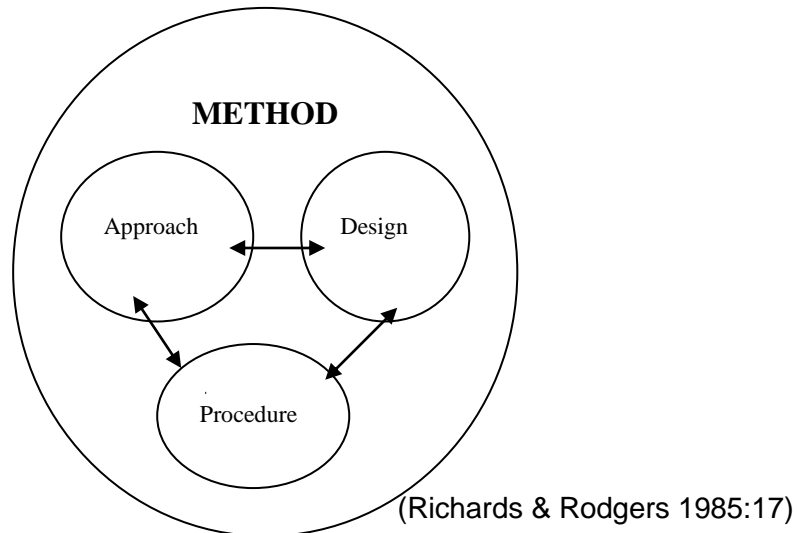 METHOD
Approach
Design
Procedure
(Richards & Rodgers 1985:17)